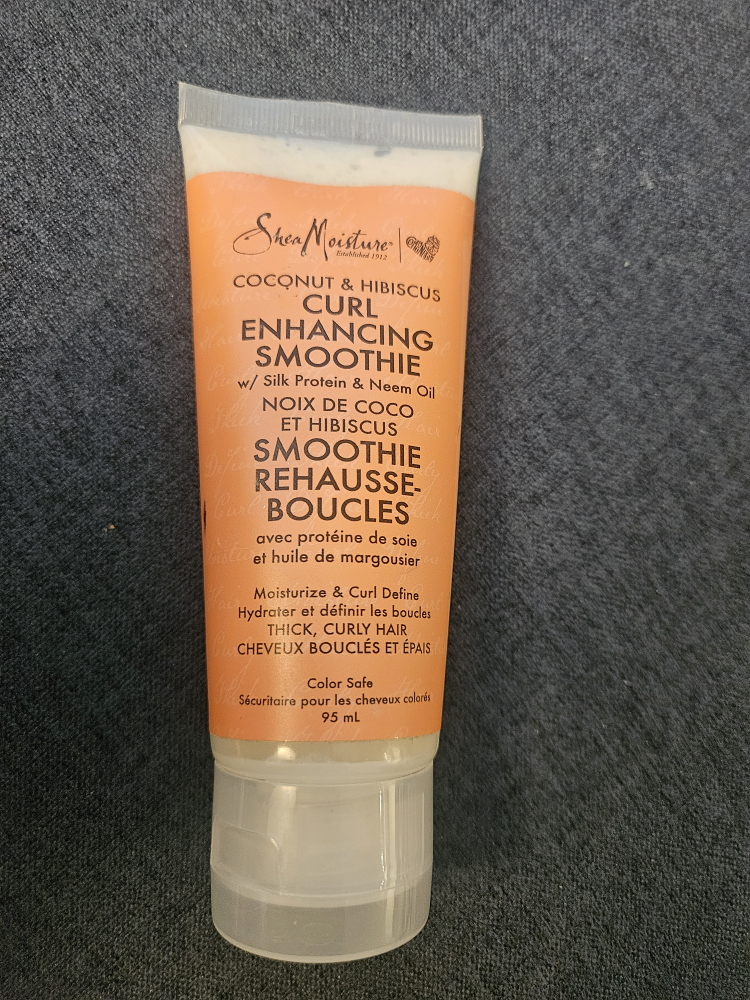 SheaMoisture
Established 1912
COCONUT & HIBISCUS
CURL
ENHANCING
SMOOTHIE
w/ Silk Protein & Neem Oil
NOIX DE COCO
ET HIBISCUS
SMOOTHIE
REHAUSSE-
BOUCLES
avec protéine de soie
et huile de margousier
Moisturize & Curl Define
Hydrater et définir les boucles
THICK, CURLY HAIR
CHEVEUX BOUCLÉS ET ÉPAIS
Color Safe
Sécuritaire pour les cheveux colorés
95 mL